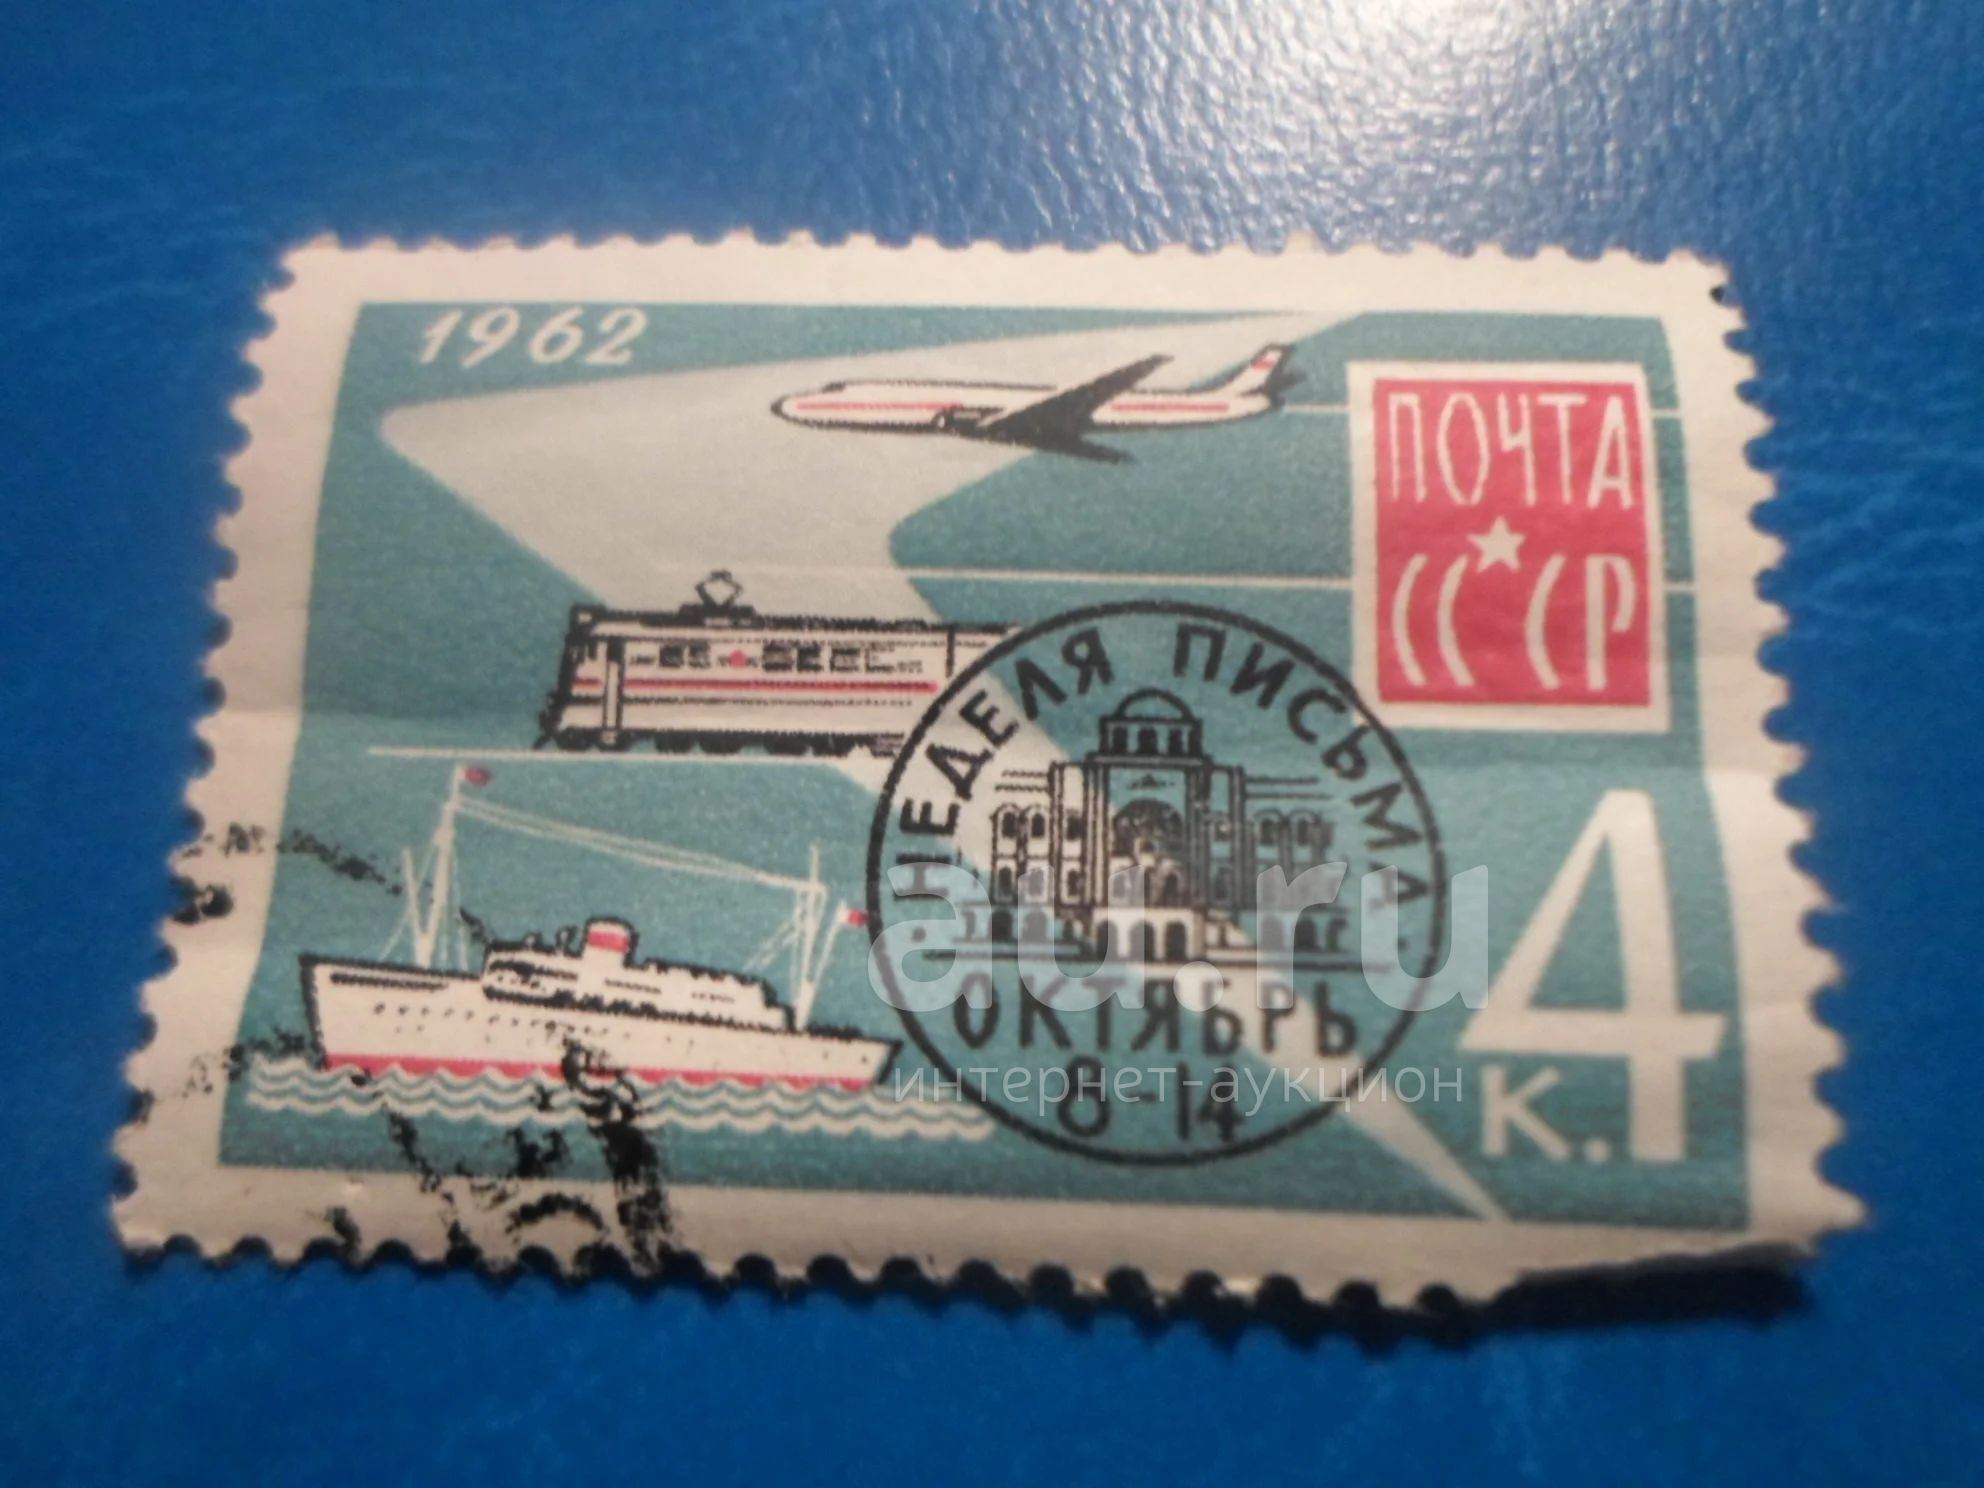 1962
ПОЧТА
СССР
НЕДЕЛЯ ПИСЬМА
ОКТЯБРЬ
8-14
4
К.
au.ru
интернет-аукцион